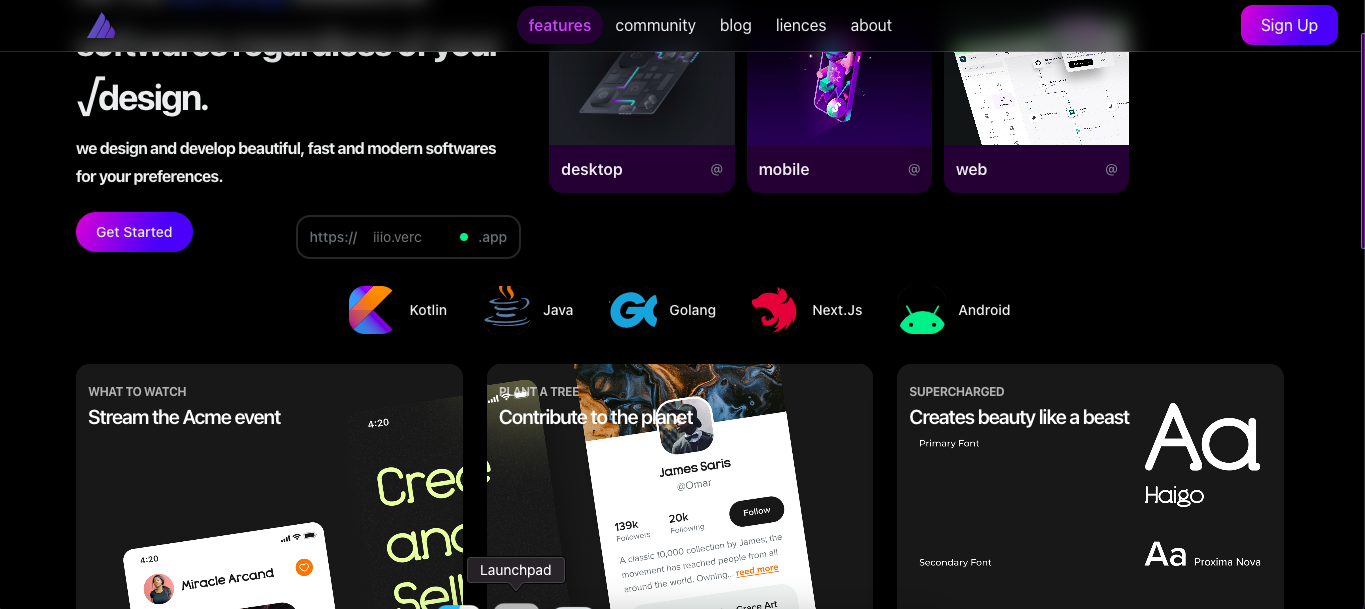 features
community
blog
liences
about
Sign Up
softwares regardless of your
√design.
we design and develop beautiful, fast and modern softwares
for your preferences.
Get Started
https://
iiio.verc
.app
desktop
@
mobile
@
web
@
Kotlin
Java
Golang
Next.Js
Android
WHAT TO WATCH
Stream the Acme event
4:20
Crea
and
Sell
4:20
Miracle Arcand
PLANT A TREE
Contribute to the planet
James Saris
@Omar
139k
Followers
20k
Following
Follow
A classic 10,000 collection by James; the
movement has reached people from all
around the world. Owning... reed more
Grace Art
SUPERCHARGED
Creates beauty like a beast
Primary Font
Aa
Haigo
Secondary Font
Aa
Proxima Nova
Launchpad